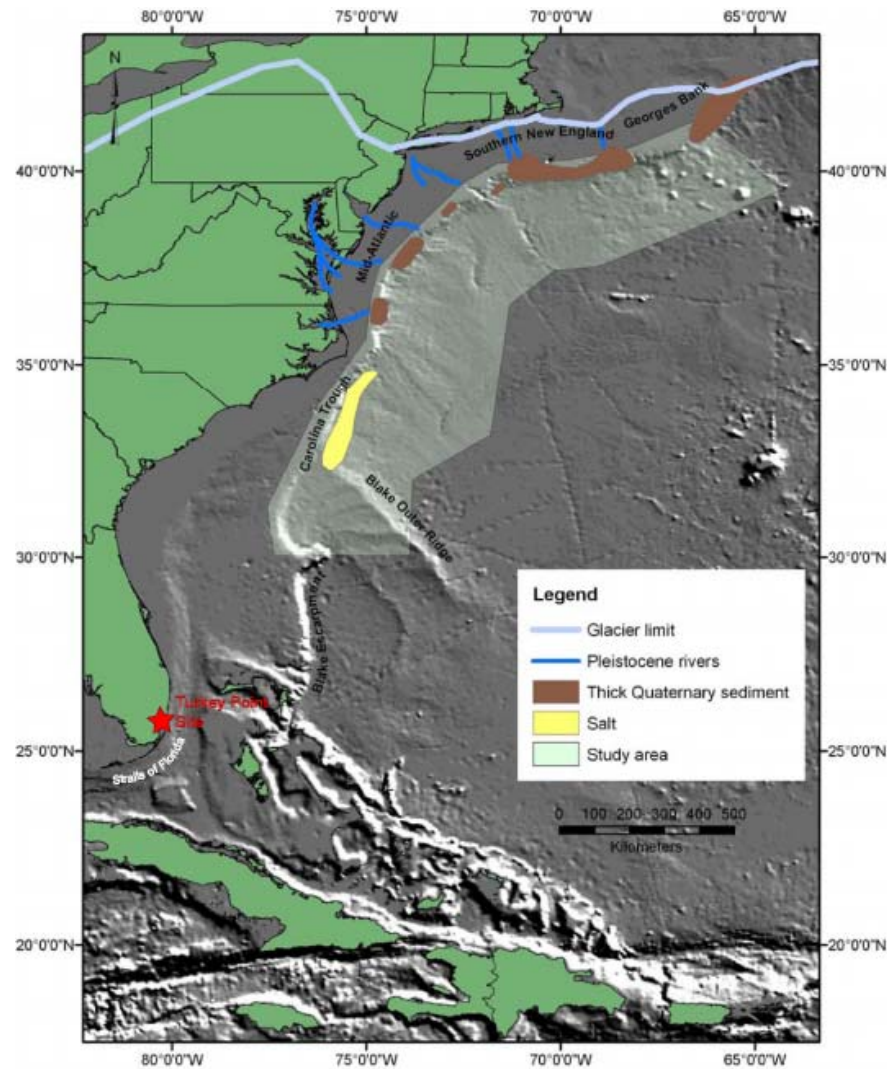 80°0'0"W
75°0'0"W
70°0'0"W
65°0'0"W
N
Georges Bank
Southern New England
40°0'0"N
40°0'0"N
Mid-Atlantic
35°0'0"N
35°0'0"N
Carolina Trough
Blake Outer Ridge
30°0'0"N
30°0'0"N
Blake Escarpment
Legend
Glacier limit
Pleistocene rivers
Thick Quaternary sediment
Salt
Study area
Turkey Point
Site
25°0'0"N
25°0'0"N
Straits of Florida
0 100 200 300 400 500
Kilometers
20°0'0"N
20°0'0"N
80°0'0"W
75°0'0"W
70°0'0"W
65°0'0"W